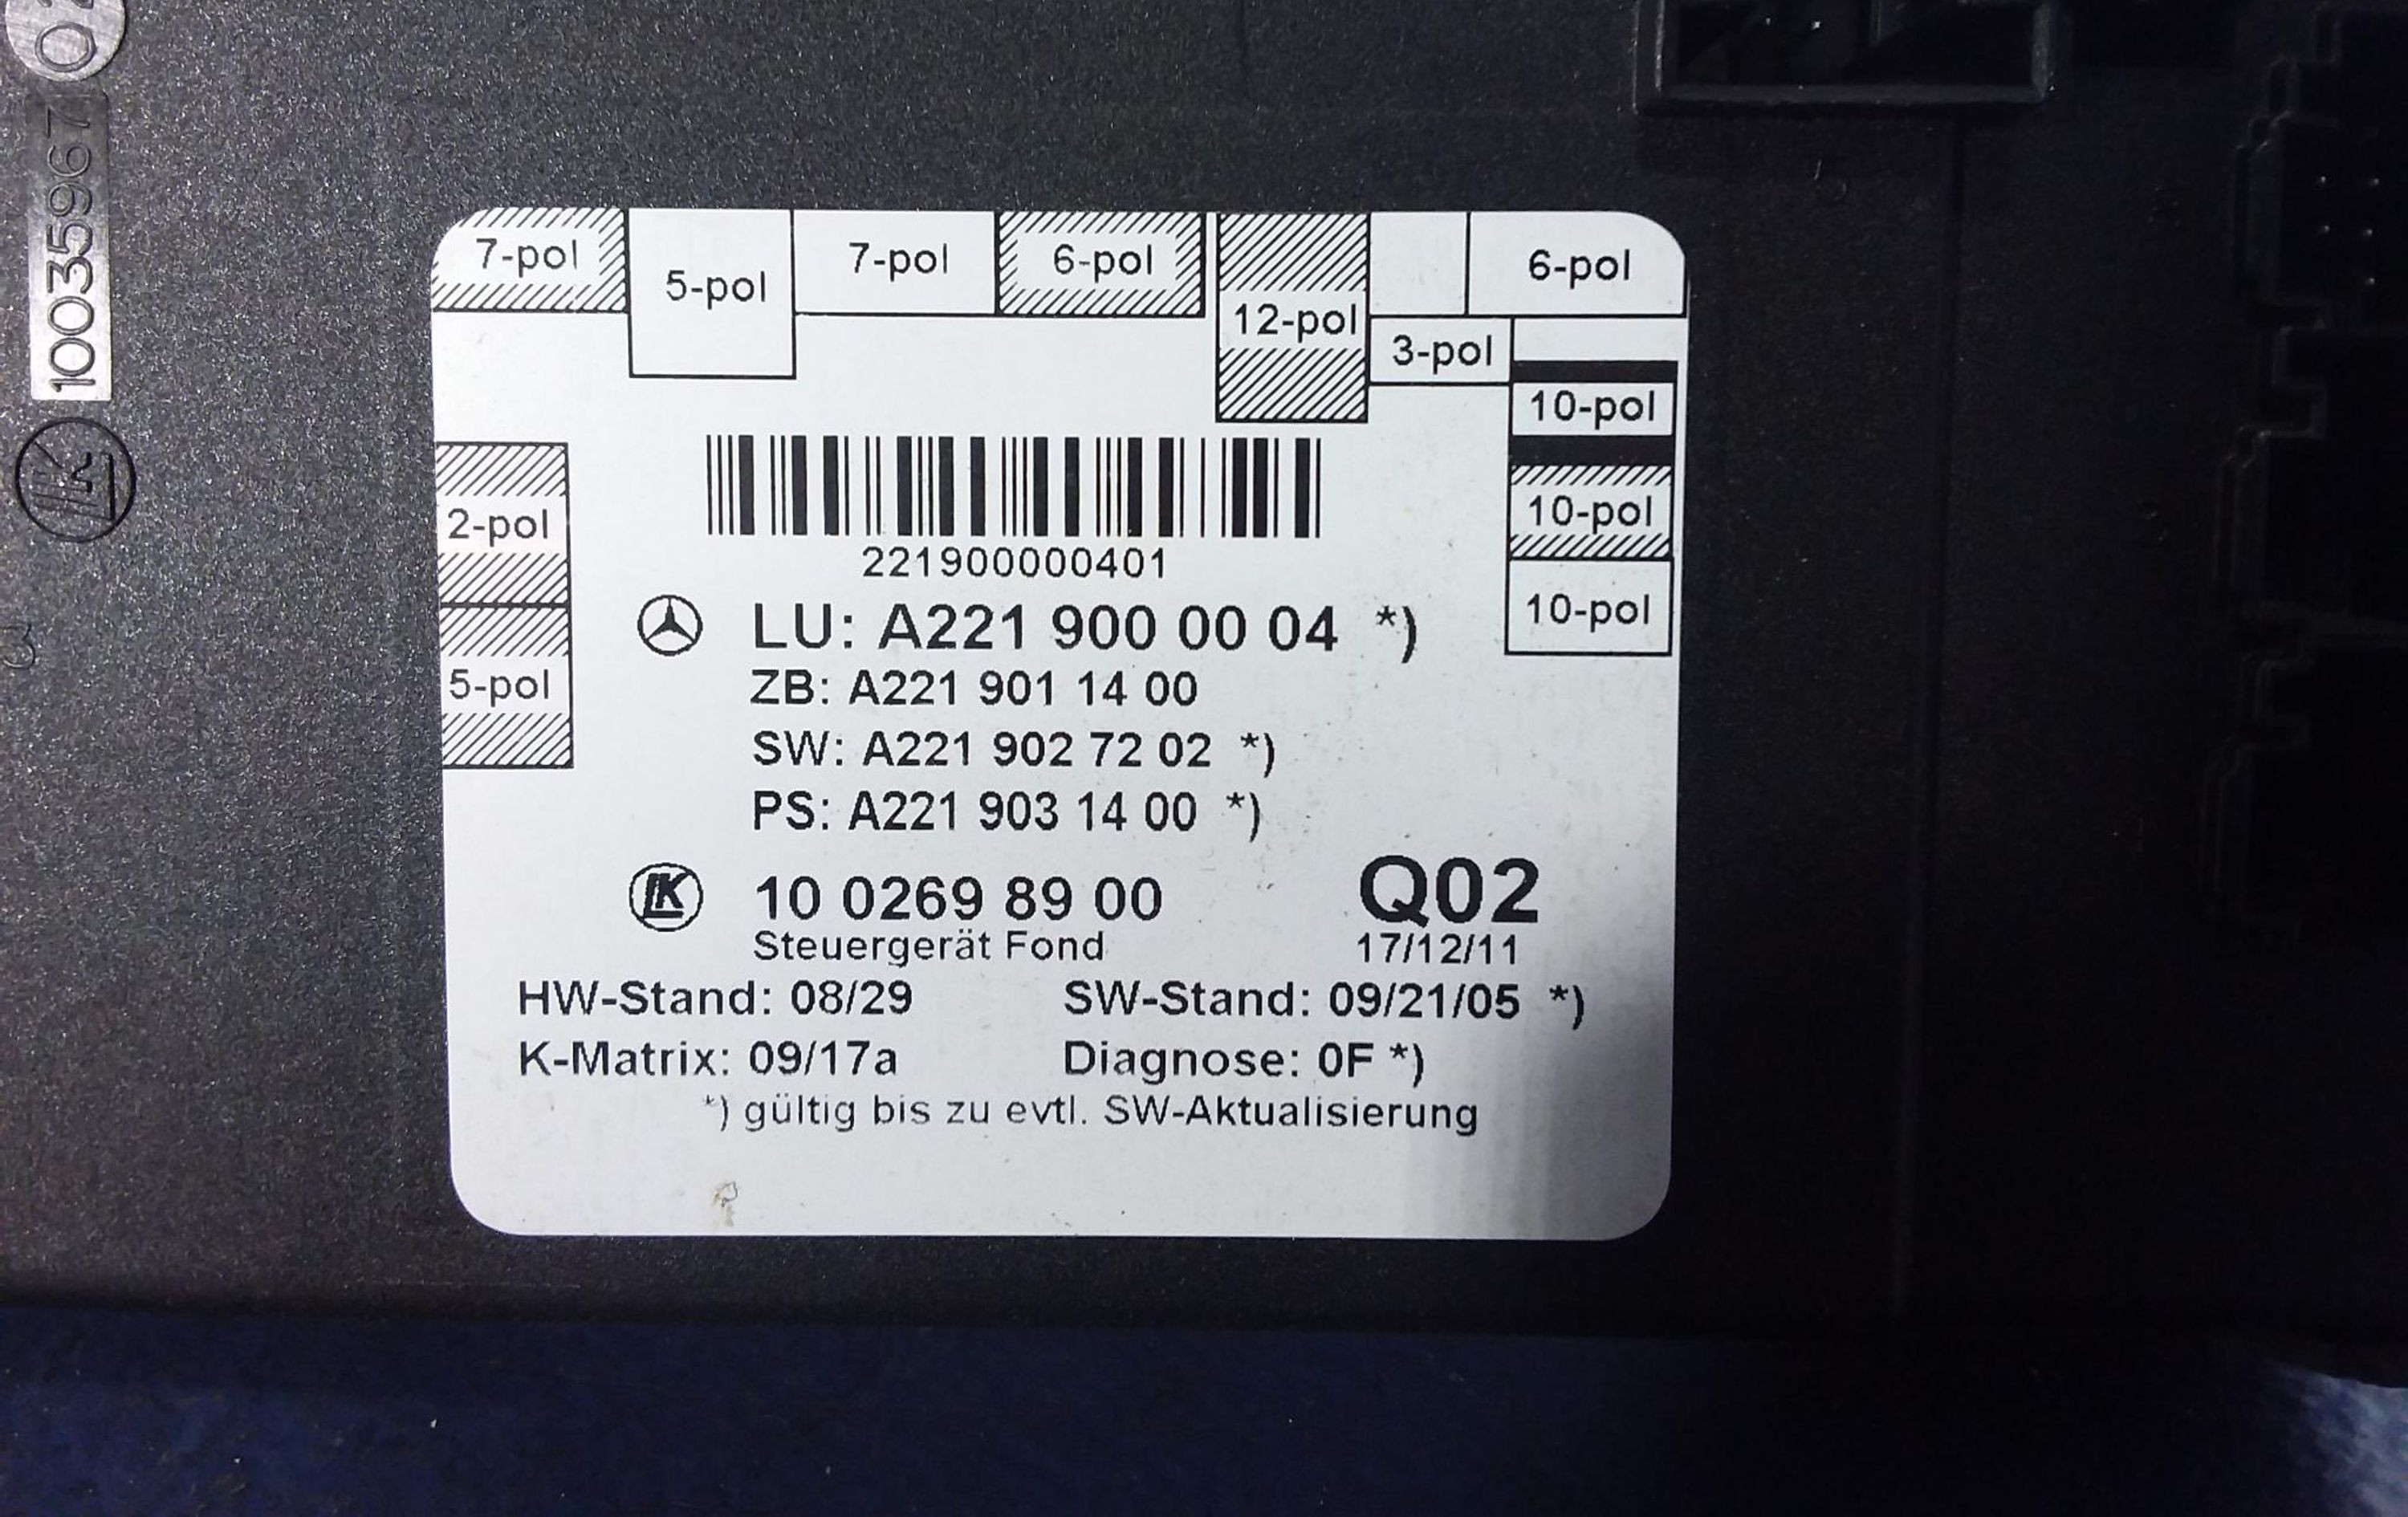 10035967 02
7-pol
5-pol
7-pol
6-pol
12-pol
6-pol
3-pol
10-pol
10-pol
10-pol
2-pol
5-pol
221900000401
LU: A221 900 00 04 *)
ZB: A221 901 14 00
SW: A221 902 72 02 *)
PS: A221 903 14 00 *)
LK 10 0269 89 00 Q02
Steuergerät Fond 17/12/11
HW-Stand: 08/29 SW-Stand: 09/21/05 *)
K-Matrix: 09/17a Diagnose: 0F *)
*) gültig bis zu evtl. SW-Aktualisierung
LK
3